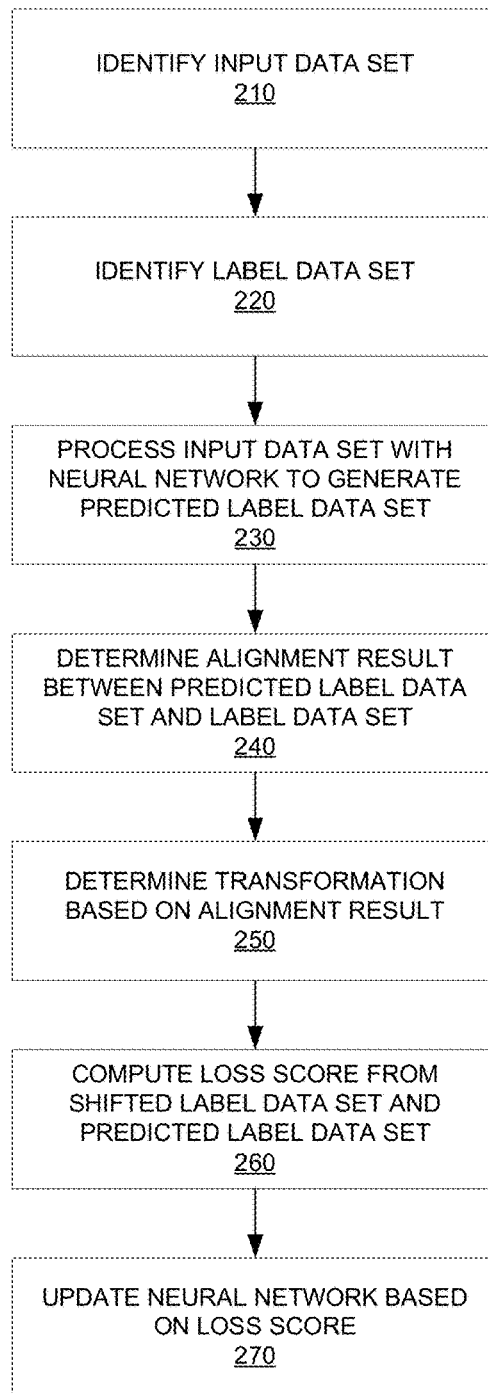 IDENTIFY INPUT DATA SET
210
IDENTIFY LABEL DATA SET
220
PROCESS INPUT DATA SET WITH
NEURAL NETWORK TO GENERATE
PREDICTED LABEL DATA SET
230
DETERMINE ALIGNMENT RESULT
BETWEEN PREDICTED LABEL DATA
SET AND LABEL DATA SET
240
DETERMINE TRANSFORMATION
BASED ON ALIGNMENT RESULT
250
COMPUTE LOSS SCORE FROM
SHIFTED LABEL DATA SET AND
PREDICTED LABEL DATA SET
260
UPDATE NEURAL NETWORK BASED
ON LOSS SCORE
270